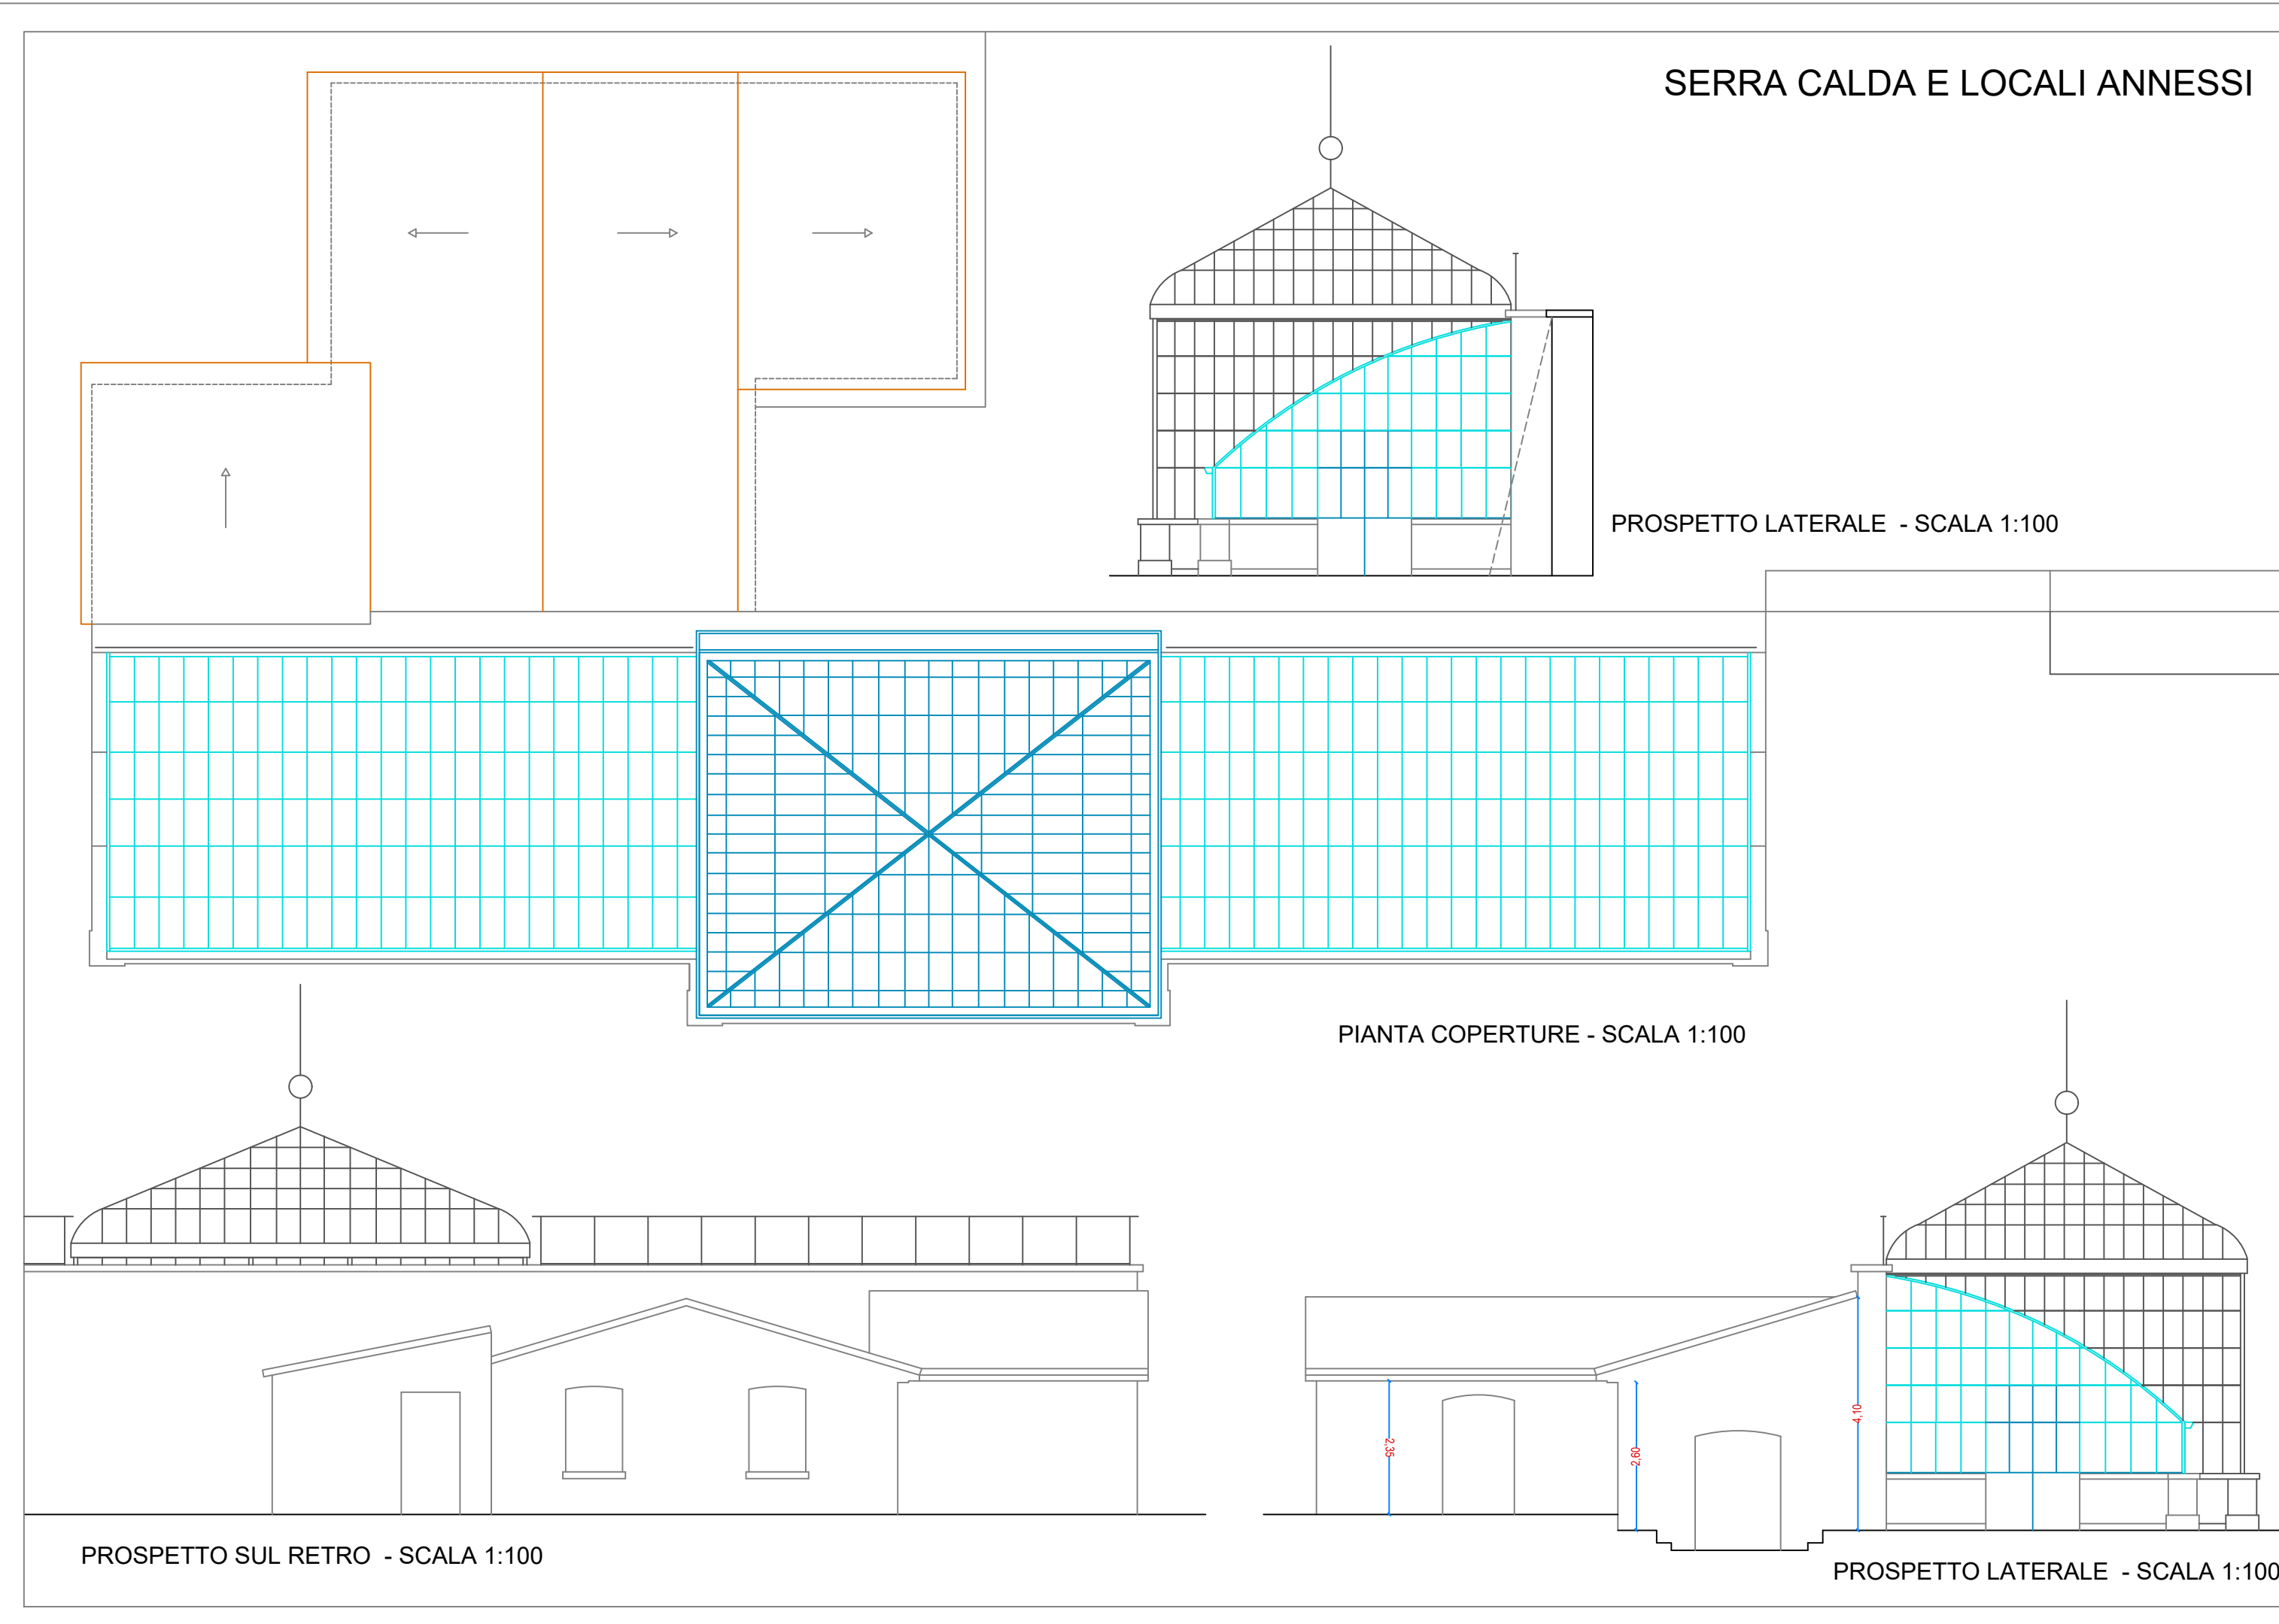 SERRA CALDA E LOCALI ANNESSI
PROSPETTO LATERALE - SCALA 1:100
PIANTA COPERTURE - SCALA 1:100
2,35
2,60
4,10
PROSPETTO SUL RETRO - SCALA 1:100
PROSPETTO LATERALE - SCALA 1:100